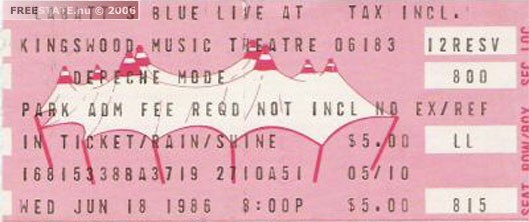 FREESTATE.nu © 2006
BLUE LIVE AT TAX INCL.
KINGSWOOD MUSIC THEATRE 06183 12RESV
DEPECHE MODE 800
PARK ADM FEE REQD NOT INCL NO EX/REF
IN TICKET/RAIN/SHINE $5.00 LL
168153388A3719 2710A51 05/10
WED JUN 18 1986 8:00P $5.00 815